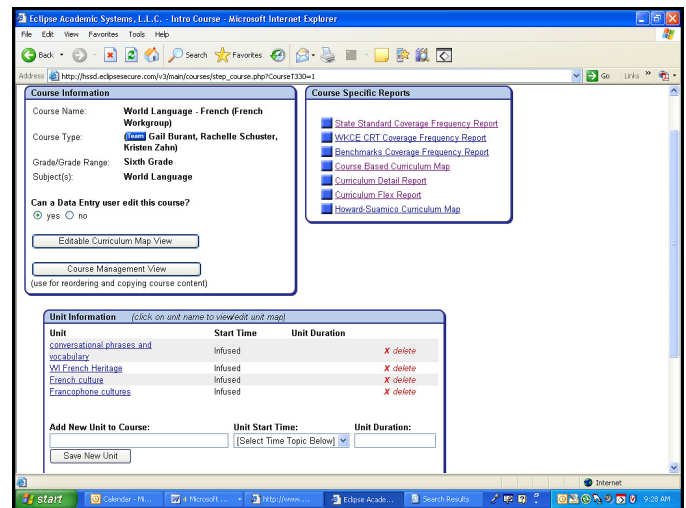 Eclipse Academic Systems, L.L.C. - Intro Course - Microsoft Internet Explorer
File Edit View Favorites Tools Help
Back Search Favorites
Address http://hssd.eclipsesecure.com/v3/main/courses/step_course.php?CourseT330=1 Go Links »
Course Information
Course Name: World Language - French (French Workgroup)
Course Type: (Team) Gail Burant, Rachelle Schuster, Kristen Zahn)
Grade/Grade Range: Sixth Grade
Subject(s): World Language
Can a Data Entry user edit this course?
yes no
Editable Curriculum Map View
Course Management View
(use for reordering and copying course content)
Course Specific Reports
State Standard Coverage Frequency Report
WKCE CRT Coverage Frequency Report
Benchmarks Coverage Frequency Report
Course Based Curriculum Map
Curriculum Detail Report
Curriculum Flex Report
Howard-Suamico Curriculum Map
Unit Information (click on unit name to view/edit unit map)
Unit Start Time Unit Duration
conversational phrases and vocabulary Infused X delete
WI French Heritage Infused X delete
French culture Infused X delete
Francophone cultures Infused X delete
Add New Unit to Course: Unit Start Time: Unit Duration:
[Select Time Topic Below]
Save New Unit
Internet
start Calendar - Mi... 4 Microsoft ... http://www.... Eclipse Acade... Search Results 9:28 AM